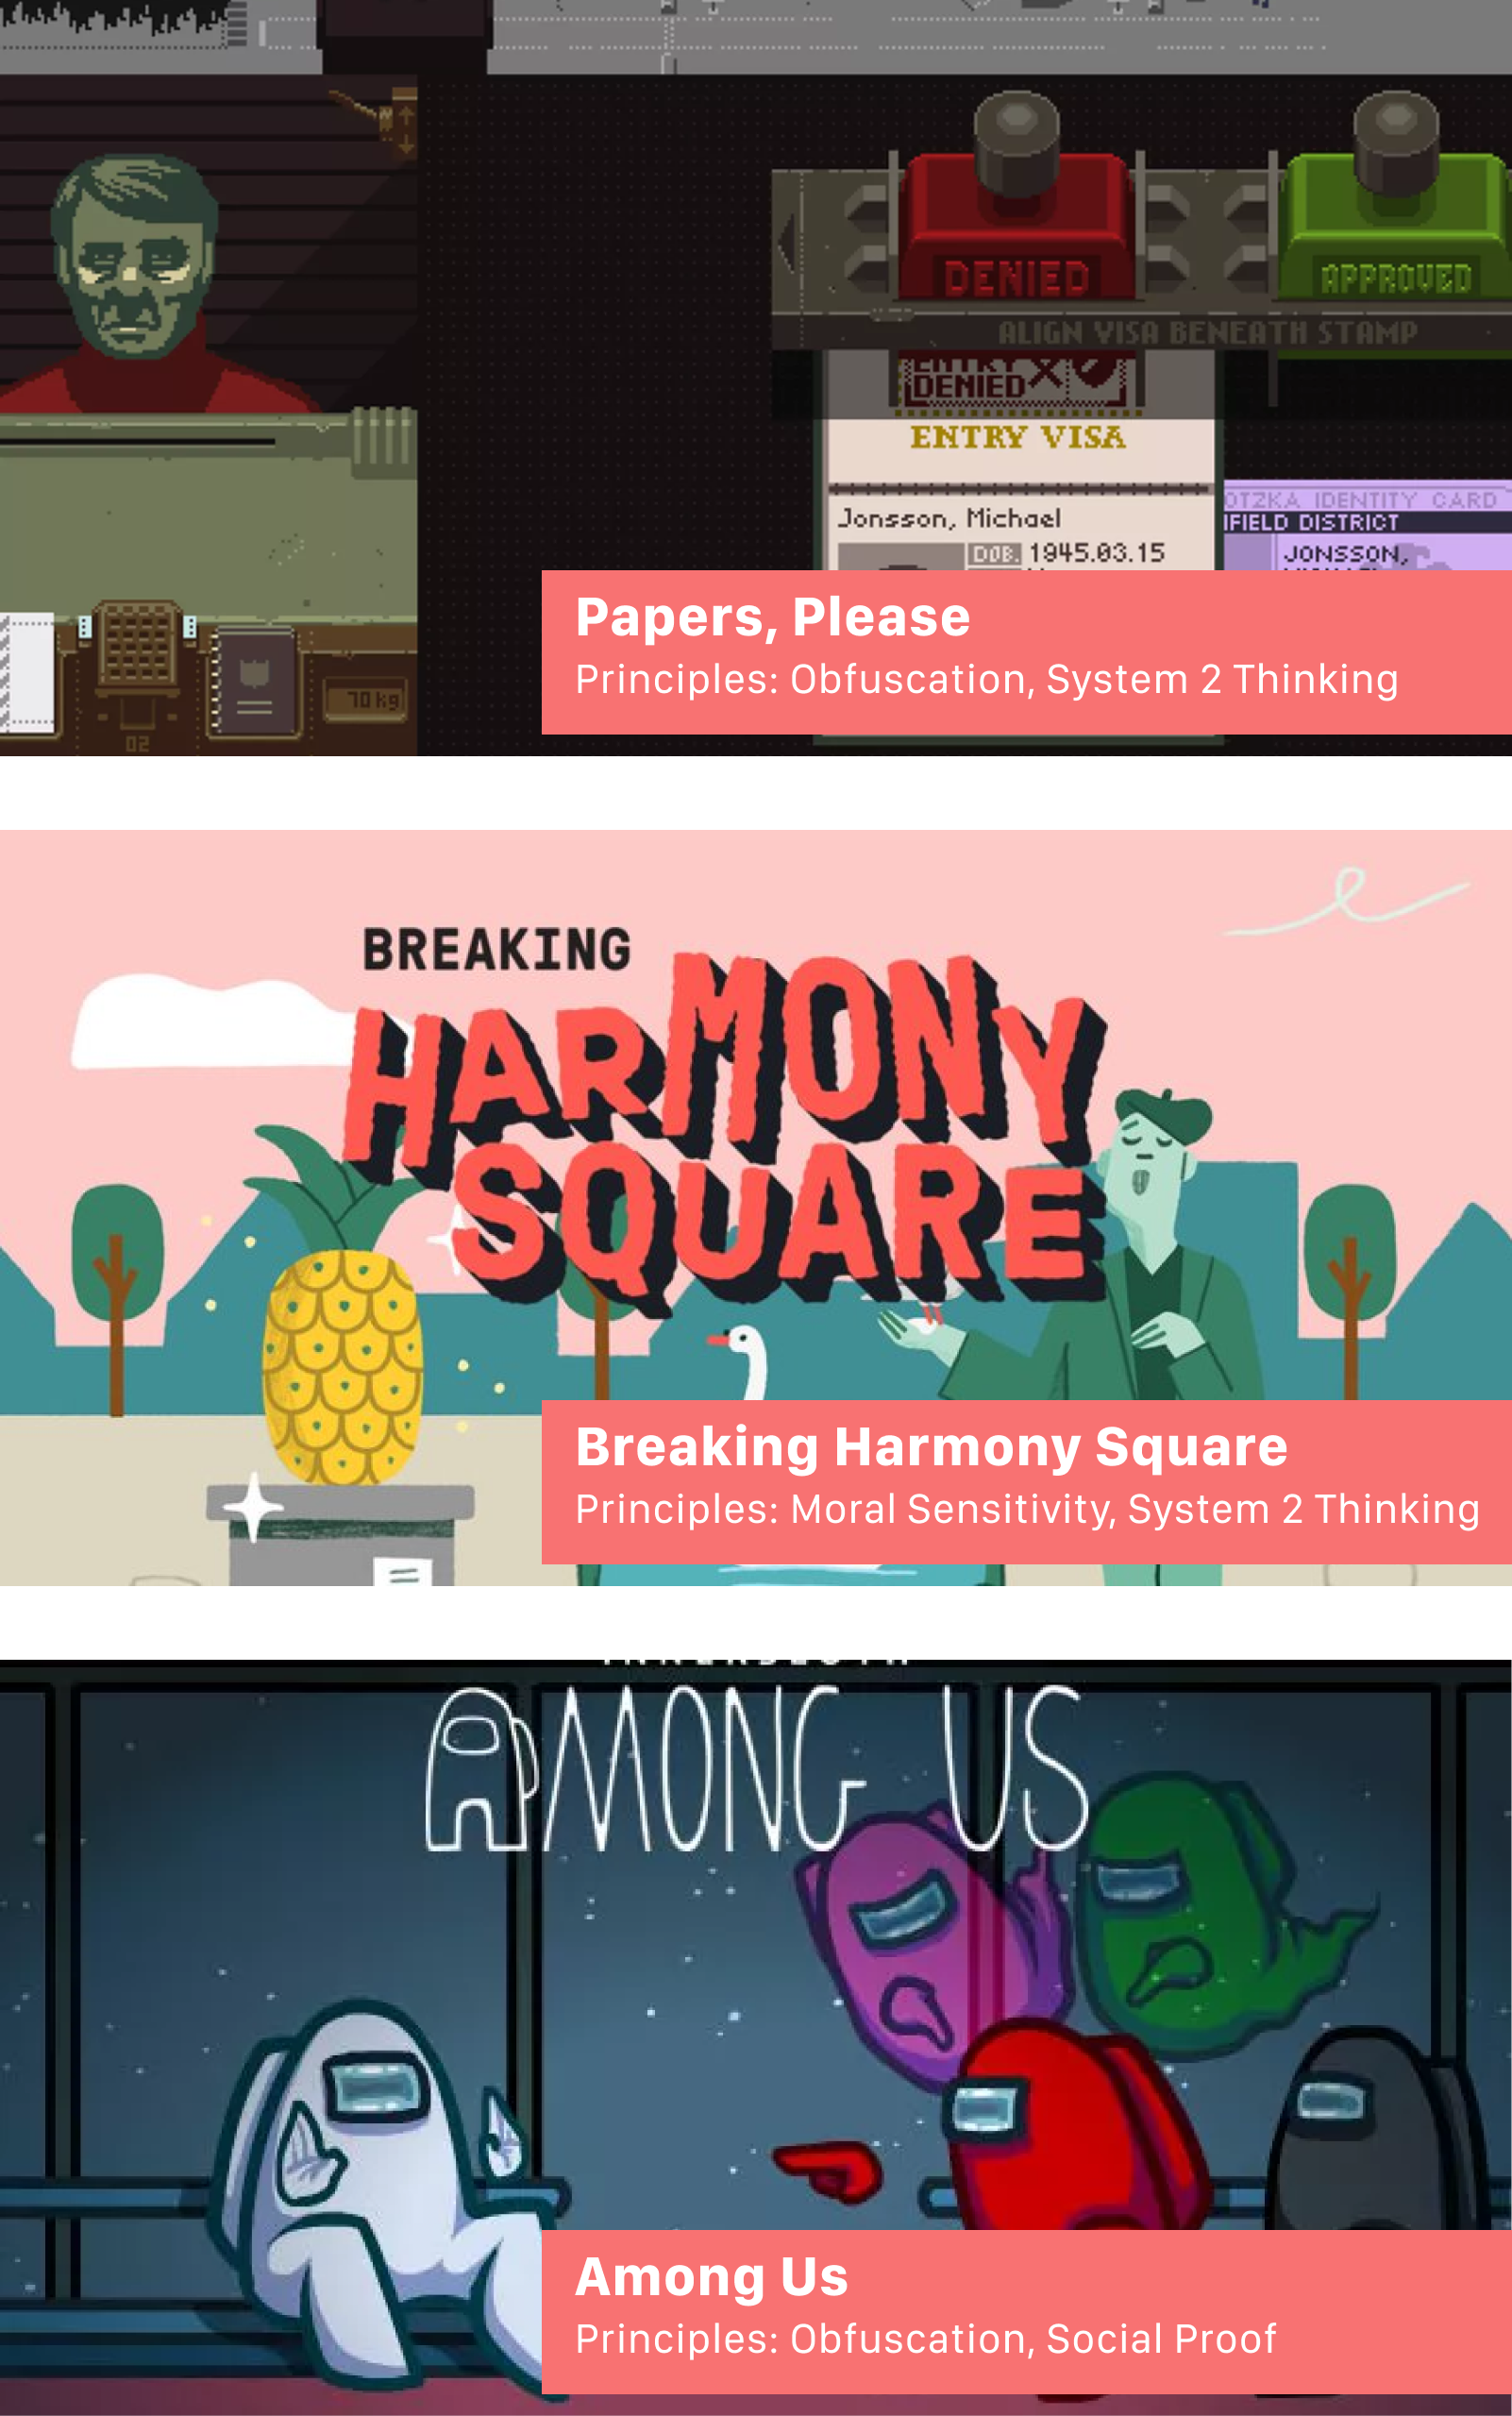 DENIED
APPROVED
ALIGN VISA BENEATH STAMP
ENTRY
DENIED
ENTRY VISA
Jonsson, Michael
DOB. 1945.03.15
OTZKA IDENTITY CARD
IFIELD DISTRICT
JONSSON,
70 kg
02
Papers, Please
Principles: Obfuscation, System 2 Thinking
BREAKING
HARMONY
SQUARE
Breaking Harmony Square
Principles: Moral Sensitivity, System 2 Thinking
AMONG US
Among Us
Principles: Obfuscation, Social Proof